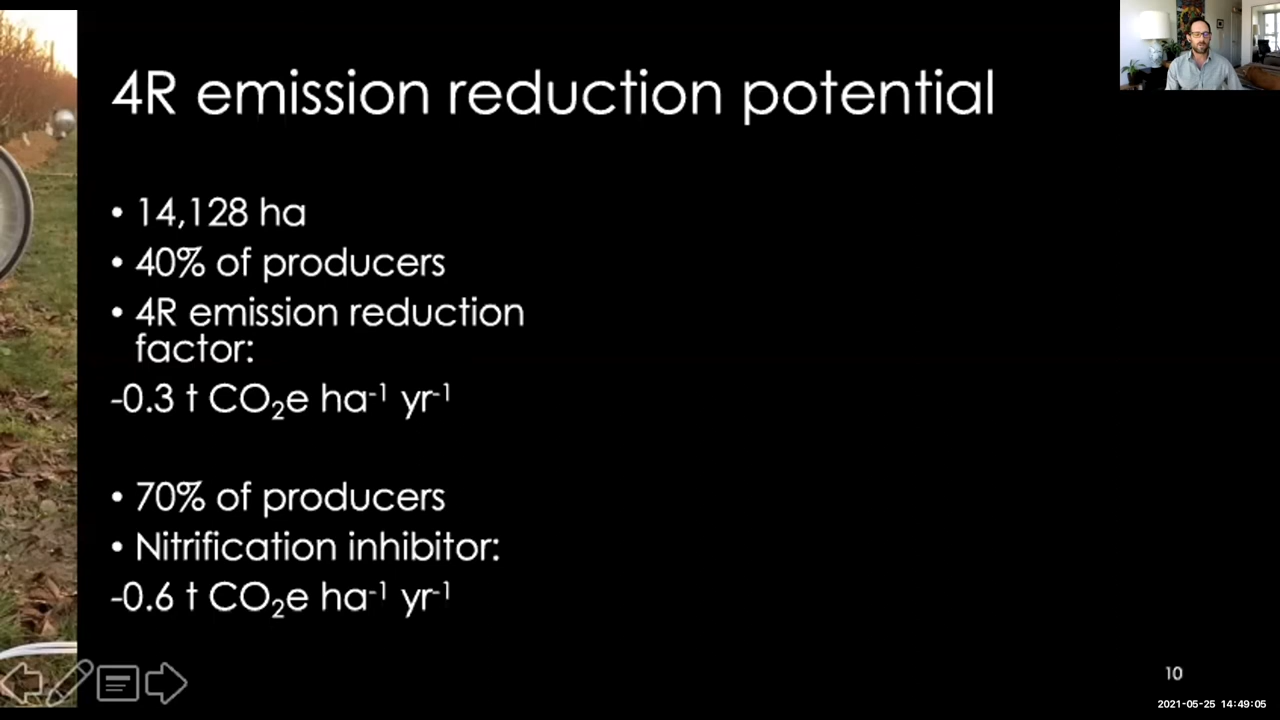 4R emission reduction potential
• 14,128 ha
• 40% of producers
• 4R emission reduction
factor:
-0.3 t CO₂e ha⁻¹ yr⁻¹
• 70% of producers
• Nitrification inhibitor:
-0.6 t CO₂e ha⁻¹ yr⁻¹
10
2021-05-25 14:49:05